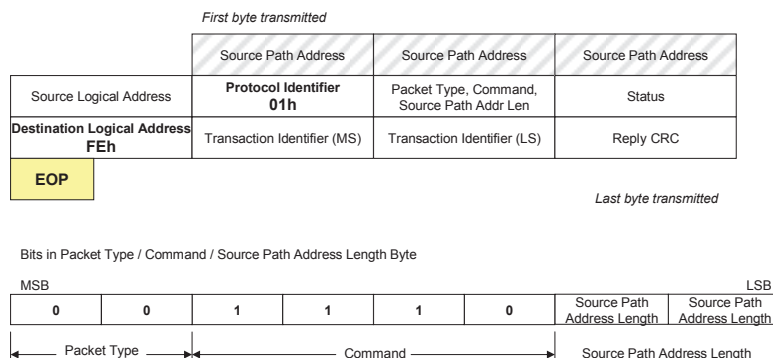 First byte transmitted
Source Path Address
Source Path Address
Source Path Address
Source Logical Address
Protocol Identifier
01h
Packet Type, Command,
Source Path Addr Len
Status
Destination Logical Address
FEh
Transaction Identifier (MS)
Transaction Identifier (LS)
Reply CRC
EOP
Last byte transmitted
Bits in Packet Type / Command / Source Path Address Length Byte
MSB
LSB
0
0
1
1
1
0
Source Path
Address Length
Source Path
Address Length
Packet Type
Command
Source Path Address Length